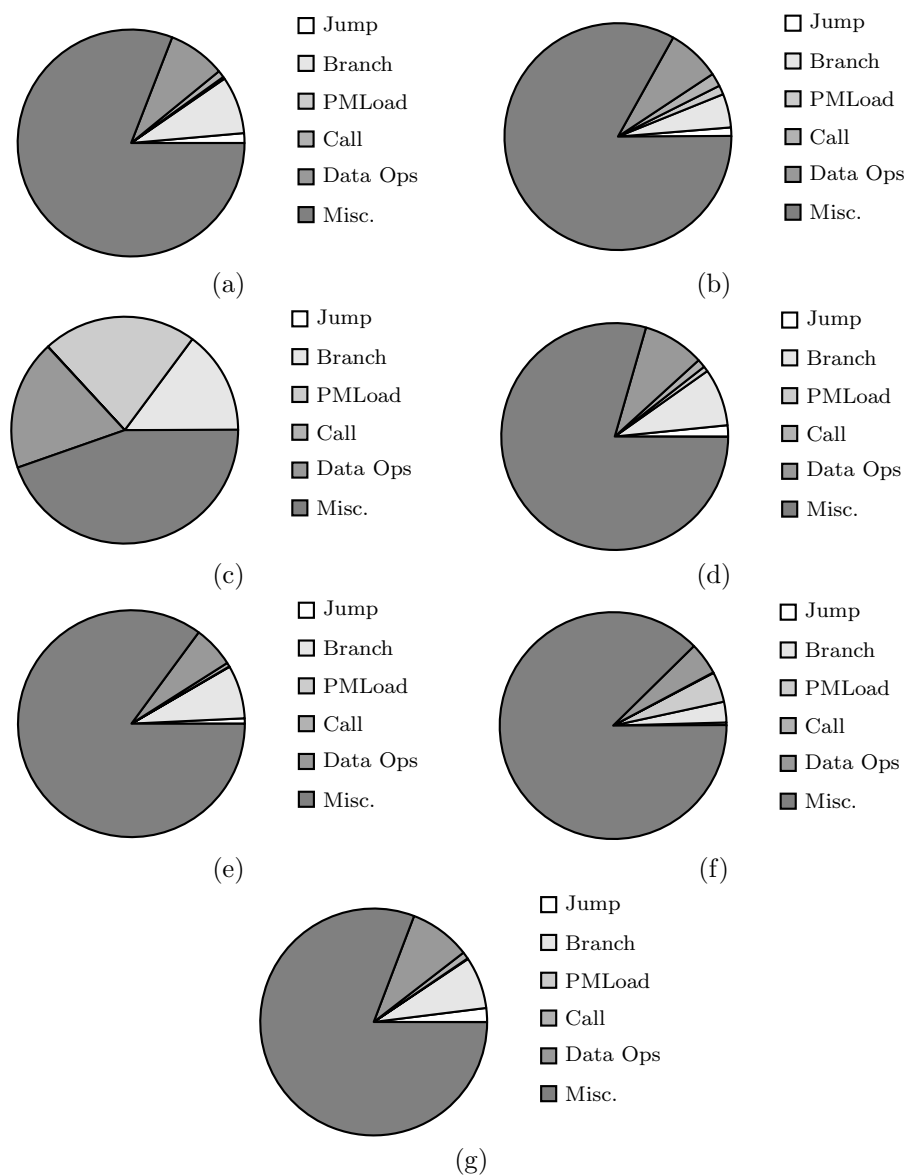 Jump
Branch
PMLoad
Call
Data Ops
Misc.
(a)
Jump
Branch
PMLoad
Call
Data Ops
Misc.
(b)
Jump
Branch
PMLoad
Call
Data Ops
Misc.
(c)
Jump
Branch
PMLoad
Call
Data Ops
Misc.
(d)
Jump
Branch
PMLoad
Call
Data Ops
Misc.
(e)
Jump
Branch
PMLoad
Call
Data Ops
Misc.
(f)
Jump
Branch
PMLoad
Call
Data Ops
Misc.
(g)